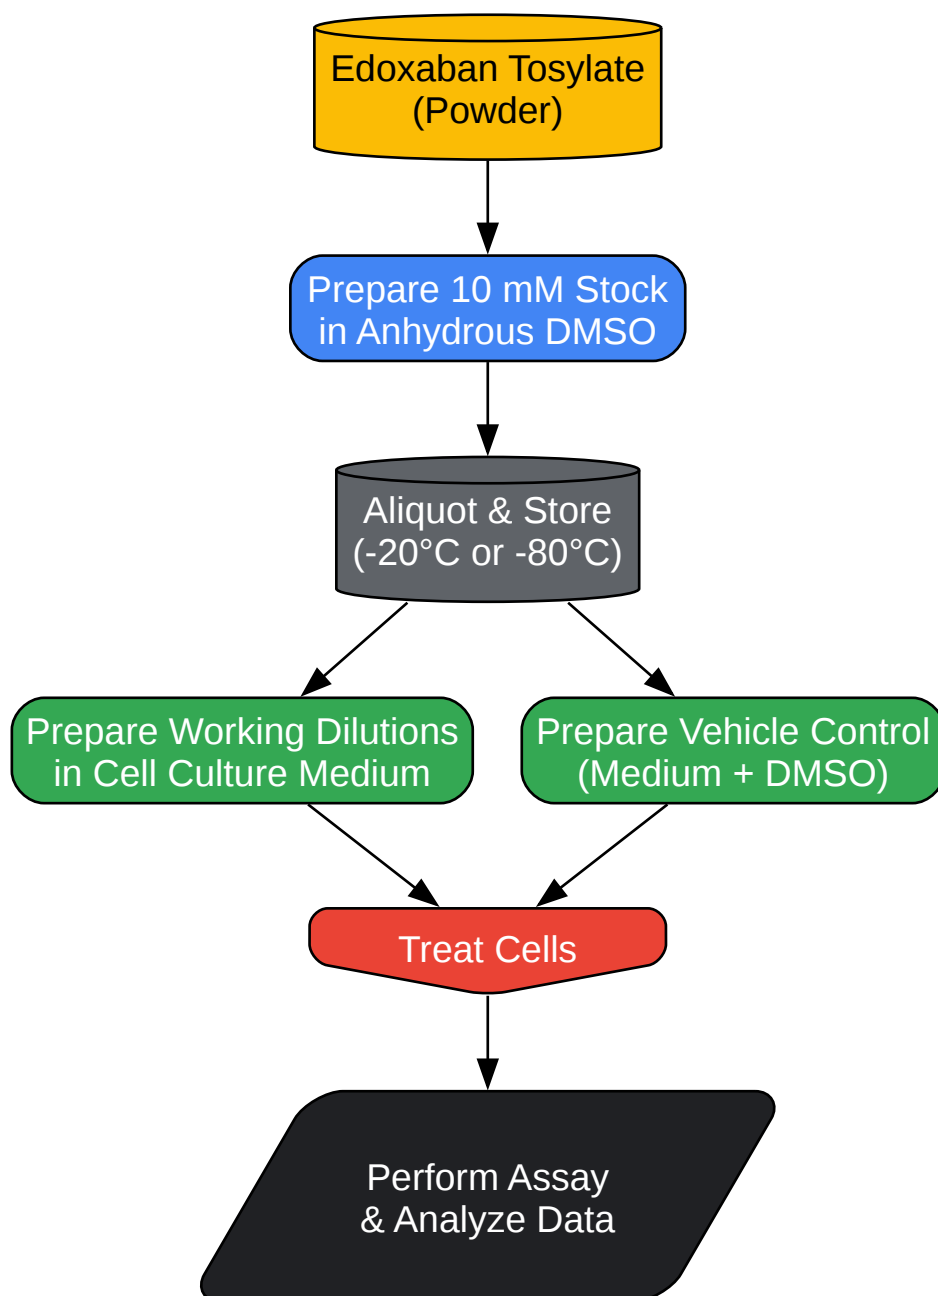 Edoxaban Tosylate
(Powder)
Prepare 10 mM Stock
in Anhydrous DMSO
Aliquot & Store
(-20°C or -80°C)
Prepare Working Dilutions
in Cell Culture Medium
Prepare Vehicle Control
(Medium + DMSO)
Treat Cells
Perform Assay
& Analyze Data